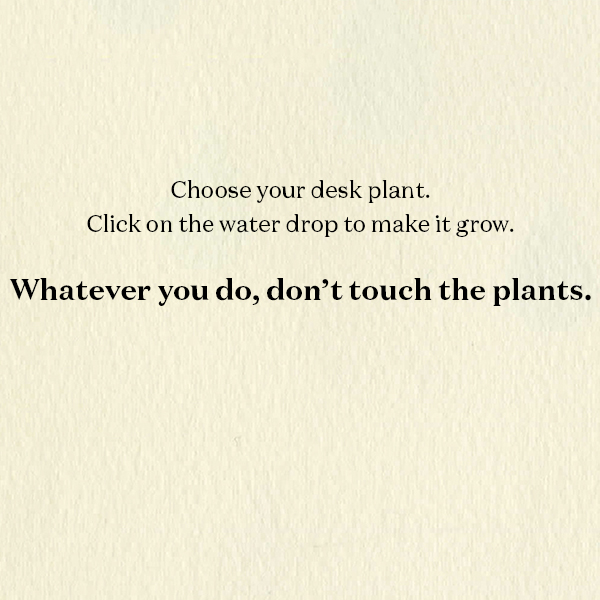 Choose your desk plant.
Click on the water drop to make it grow.
Whatever you do, don’t touch the plants.